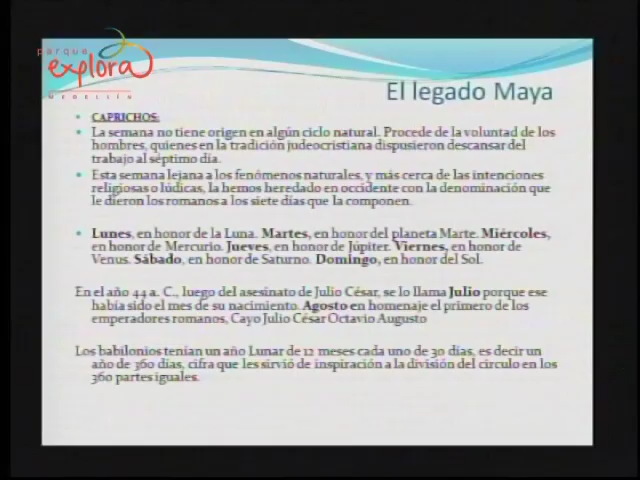 parque
explora
MEDELLÍN
El legado Maya
CAPRICHOS:
La semana no tiene origen en algún ciclo natural. Procede de la voluntad de los
hombres, quienes en la tradición judeocristiana dispusieron descansar del
trabajo al séptimo día.
Esta semana lejana a los fenómenos naturales, y más cerca de las intenciones
religiosas o lúdicas, la hemos heredado en occidente con la denominación que
le dieron los romanos a los siete días que la componen.
Lunes, en honor de la Luna. Martes, en honor del planeta Marte. Miércoles,
en honor de Mercurio. Jueves, en honor de Júpiter. Viernes, en honor de
Venus. Sábado, en honor de Saturno. Domingo, en honor del Sol.
En el año 44 a. C., luego del asesinato de Julio César, se lo llama Julio porque ese
había sido el mes de su nacimiento. Agosto en homenaje el primero de los
emperadores romanos, Cayo Julio César Octavio Augusto
Los babilonios tenían un año Lunar de 12 meses cada uno de 30 días, es decir un
año de 360 días, cifra que les sirvió de inspiración a la división del circulo en los
360 partes iguales.